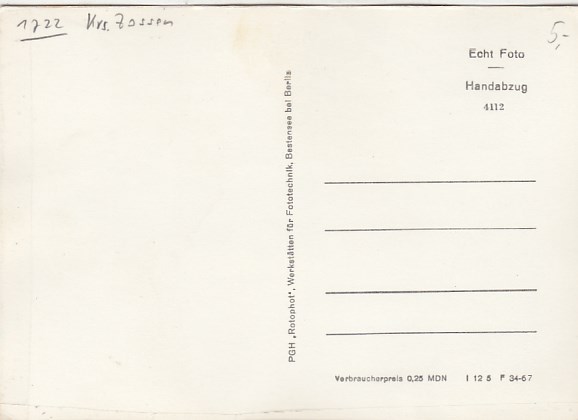 1722 Krs. Zossen
5,-
Echt Foto
Handabzug
4112
PGH „Rotophot“, Werkstätten für Fototechnik, Bestensee bei Berlin
Verbraucherpreis 0,25 MDN I 12 5 F 34-67